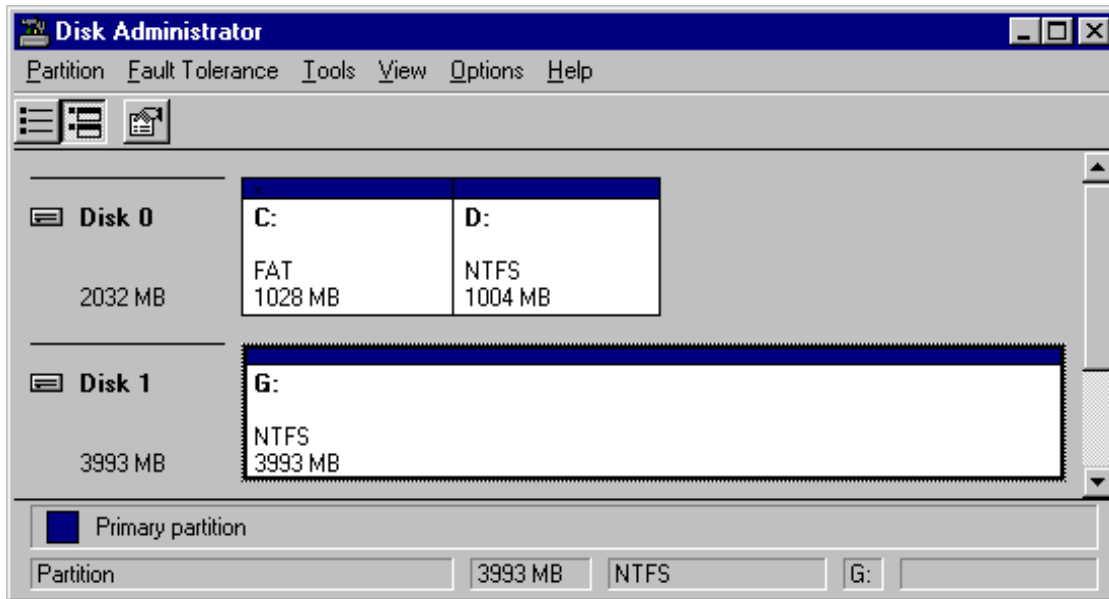 Disk Administrator
Partition Fault Tolerance Tools View Options Help
Disk 0
2032 MB
C:
FAT
1028 MB
D:
NTFS
1004 MB
Disk 1
3993 MB
G:
NTFS
3993 MB
Primary partition
Partition 3993 MB NTFS G: